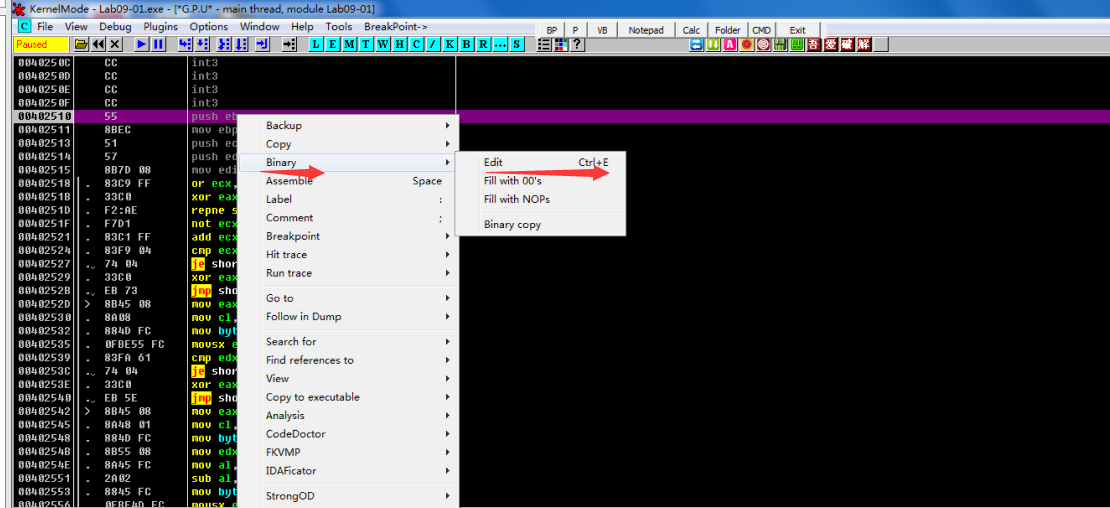 KernelMode - Lab09-01.exe - [*G.P.U* - main thread, module Lab09-01]
C File View Debug Plugins Options Window Help Tools BreakPoint->
BP P VB Notepad Calc Folder CMD Exit
Paused L E M T W H C / K B R ... S ? A 吾 爱 破 解
0040250C CC int3
0040250D CC int3
0040250E CC int3
0040250F CC int3
00402510 55 push eb
00402511 8BEC mov ebp
00402513 51 push ec
00402514 57 push ed
00402515 8B7D 08 mov edi
00402518 . 83C9 FF or ecx,
0040251B . 33C0 xor eax
0040251D . F2:AE repne s
0040251F . F7D1 not ecx
00402521 . 83C1 FF add ecx
00402524 . 83F9 04 cmp ecx
00402527 . 74 04 je shor
00402529 . 33C0 xor eax
0040252B . EB 73 jmp sho
0040252D > 8B45 08 mov eax
00402530 . 8A08 mov cl,
00402532 . 884D FC mov byt
00402535 . 0FBE55 FC movsx e
00402539 . 83FA 61 cmp edx
0040253C . 74 04 je shor
0040253E . 33C0 xor eax
00402540 . EB 5E jmp sho
00402542 > 8B45 08 mov eax
00402545 . 8A48 01 mov cl,
00402548 . 884D FC mov byt
0040254B . 8B55 08 mov edx
0040254E . 8A45 FC mov al,
00402551 . 2A02 sub al,
00402553 . 8845 FC mov byt
00402556 . 0FBE4D FC movsx e
Backup
Copy
Binary
Assemble Space
Label :
Comment ;
Breakpoint
Hit trace
Run trace
Go to
Follow in Dump
Search for
Find references to
View
Copy to executable
Analysis
CodeDoctor
FKVMP
IDAFicator
StrongOD
Edit Ctrl+E
Fill with 00's
Fill with NOPs
Binary copy